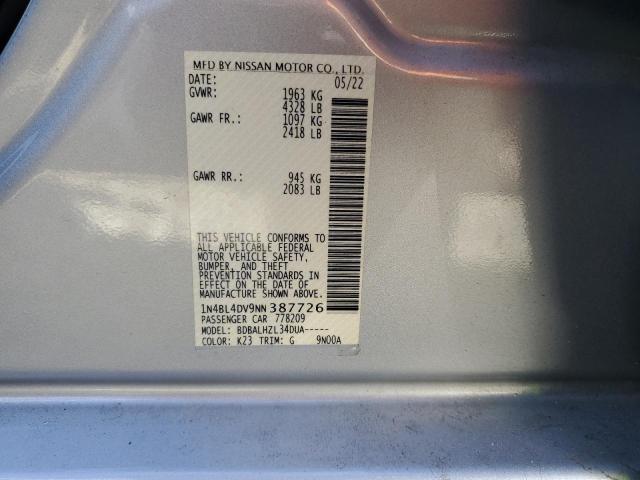 MFD BY NISSAN MOTOR CO., LTD.
DATE: 05/22
GVWR: 1963 KG
4328 LB
GAWR FR.: 1097 KG
2418 LB
GAWR RR.: 945 KG
2083 LB
THIS VEHICLE CONFORMS TO
ALL APPLICABLE FEDERAL
MOTOR VEHICLE SAFETY,
BUMPER, AND THEFT
PREVENTION STANDARDS IN
EFFECT ON THE DATE OF
MANUFACTURE SHOWN ABOVE.
1N4BL4DV9NN387726
PASSENGER CAR 778209
MODEL: BDBALHZL34DUA-----
COLOR: K23 TRIM: G 9N00A